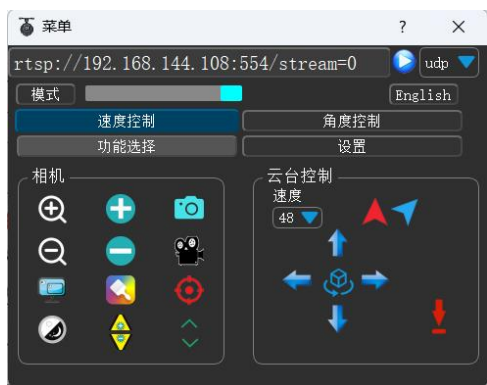 菜单 ?
rtsp://192.168.144.108:554/stream=0 udp
模式 English
速度控制 角度控制
功能选择 设置
相机 云台控制
速度
48